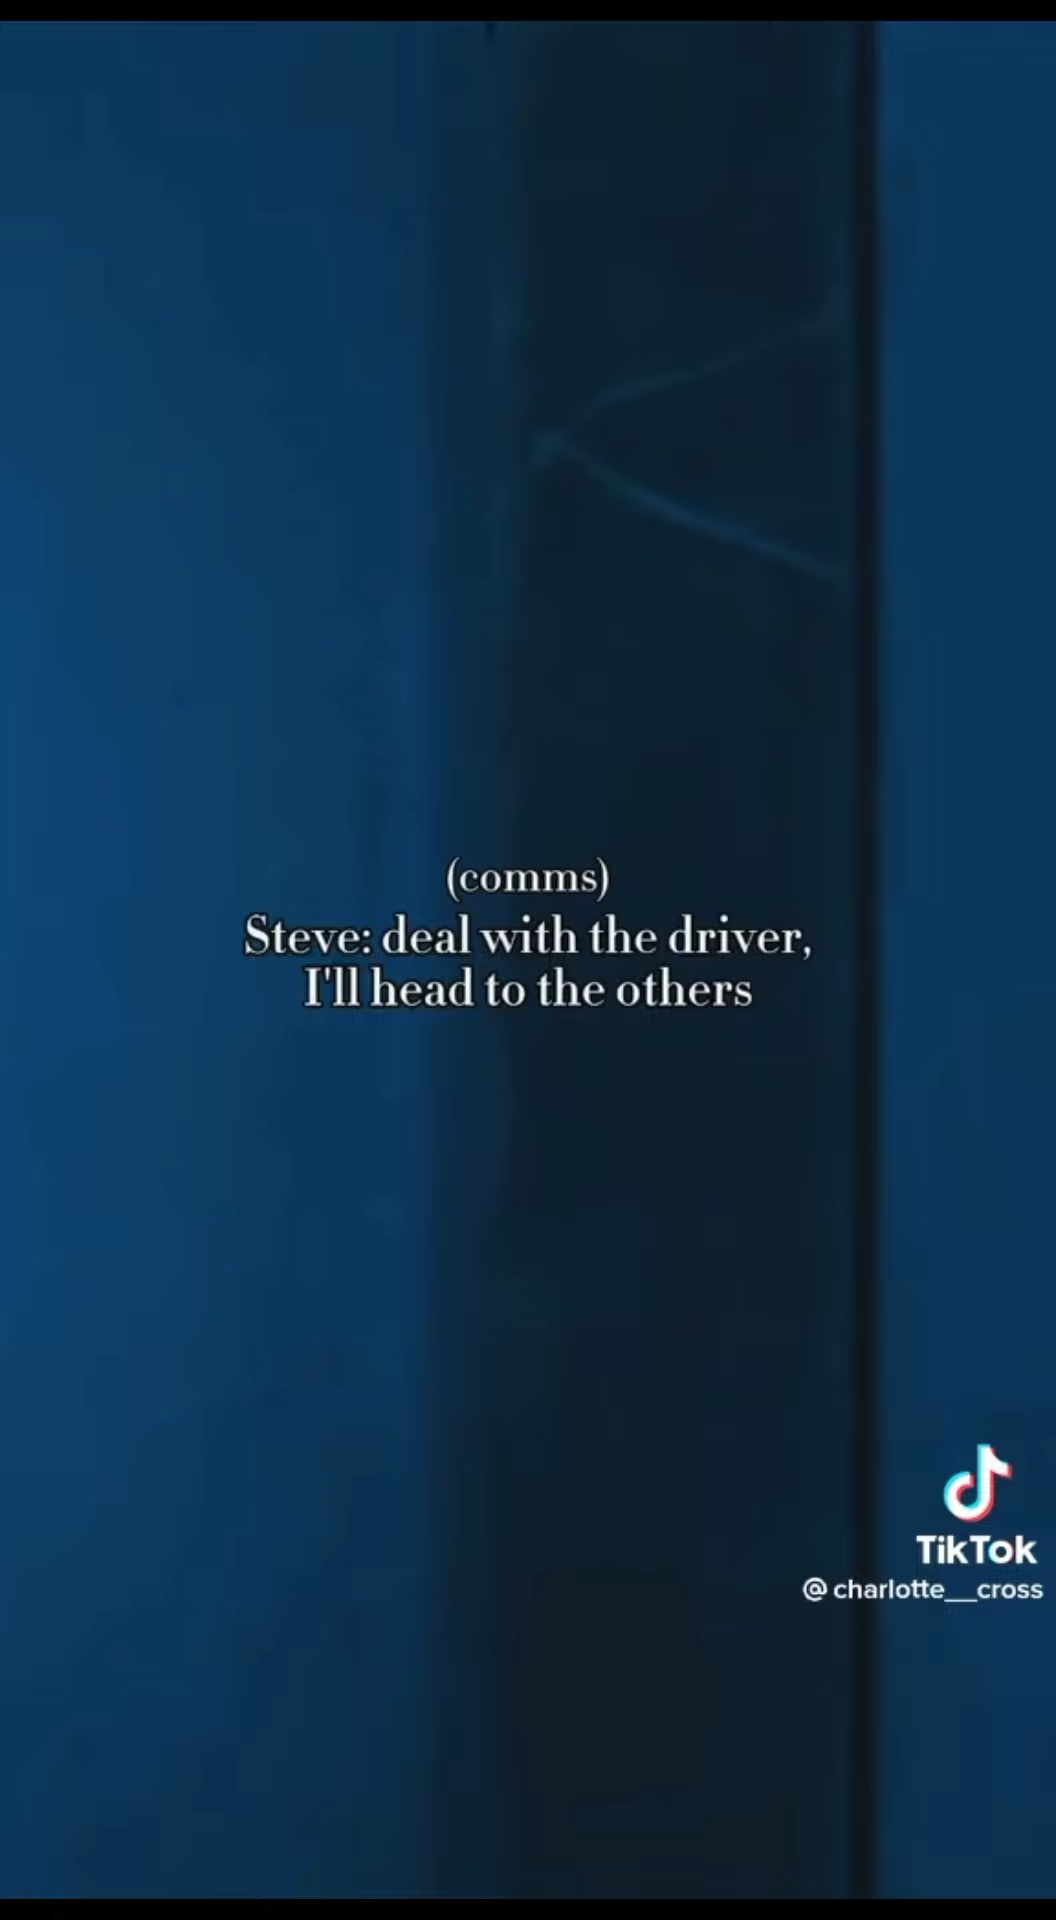 (comms)
Steve: deal with the driver,
I'll head to the others
TikTok
@charlotte__cross